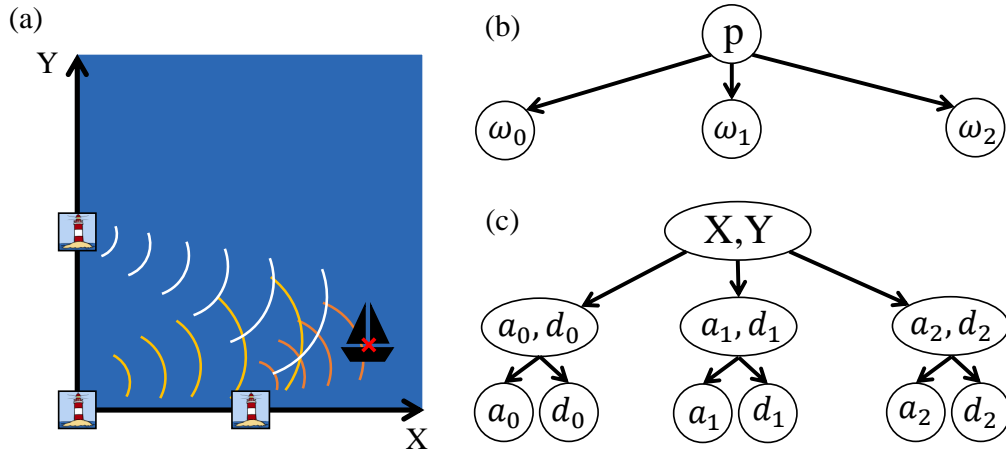 (a)
Y
X
(b)
p
ω₀ ω₁ ω₂
(c)
X,Y
a₀, d₀ a₁, d₁ a₂, d₂
a₀ d₀ a₁ d₁ a₂ d₂